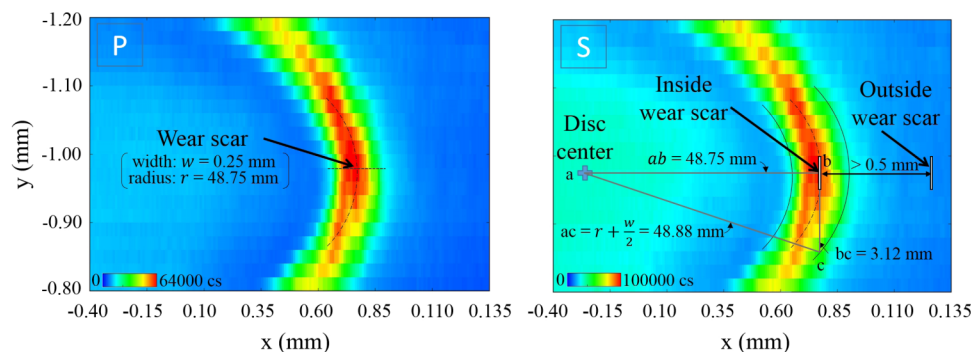 P
-1.20
-1.10
-1.00
-0.90
-0.80
y (mm)
Wear scar
width: w = 0.25 mm
radius: r = 48.75 mm
0 64000 cs
-0.40 -0.10 0.15 0.40 0.35 0.60 0.85 0.110 0.135
x (mm)
S
Disc
center
a
Inside
wear scar
Outside
wear scar
b
ab = 48.75 mm
> 0.5 mm
ac = r + w/2 = 48.88 mm
bc = 3.12 mm
c
0 100000 cs
-0.40 -0.10 0.15 0.40 0.35 0.60 0.85 0.110 0.135
x (mm)